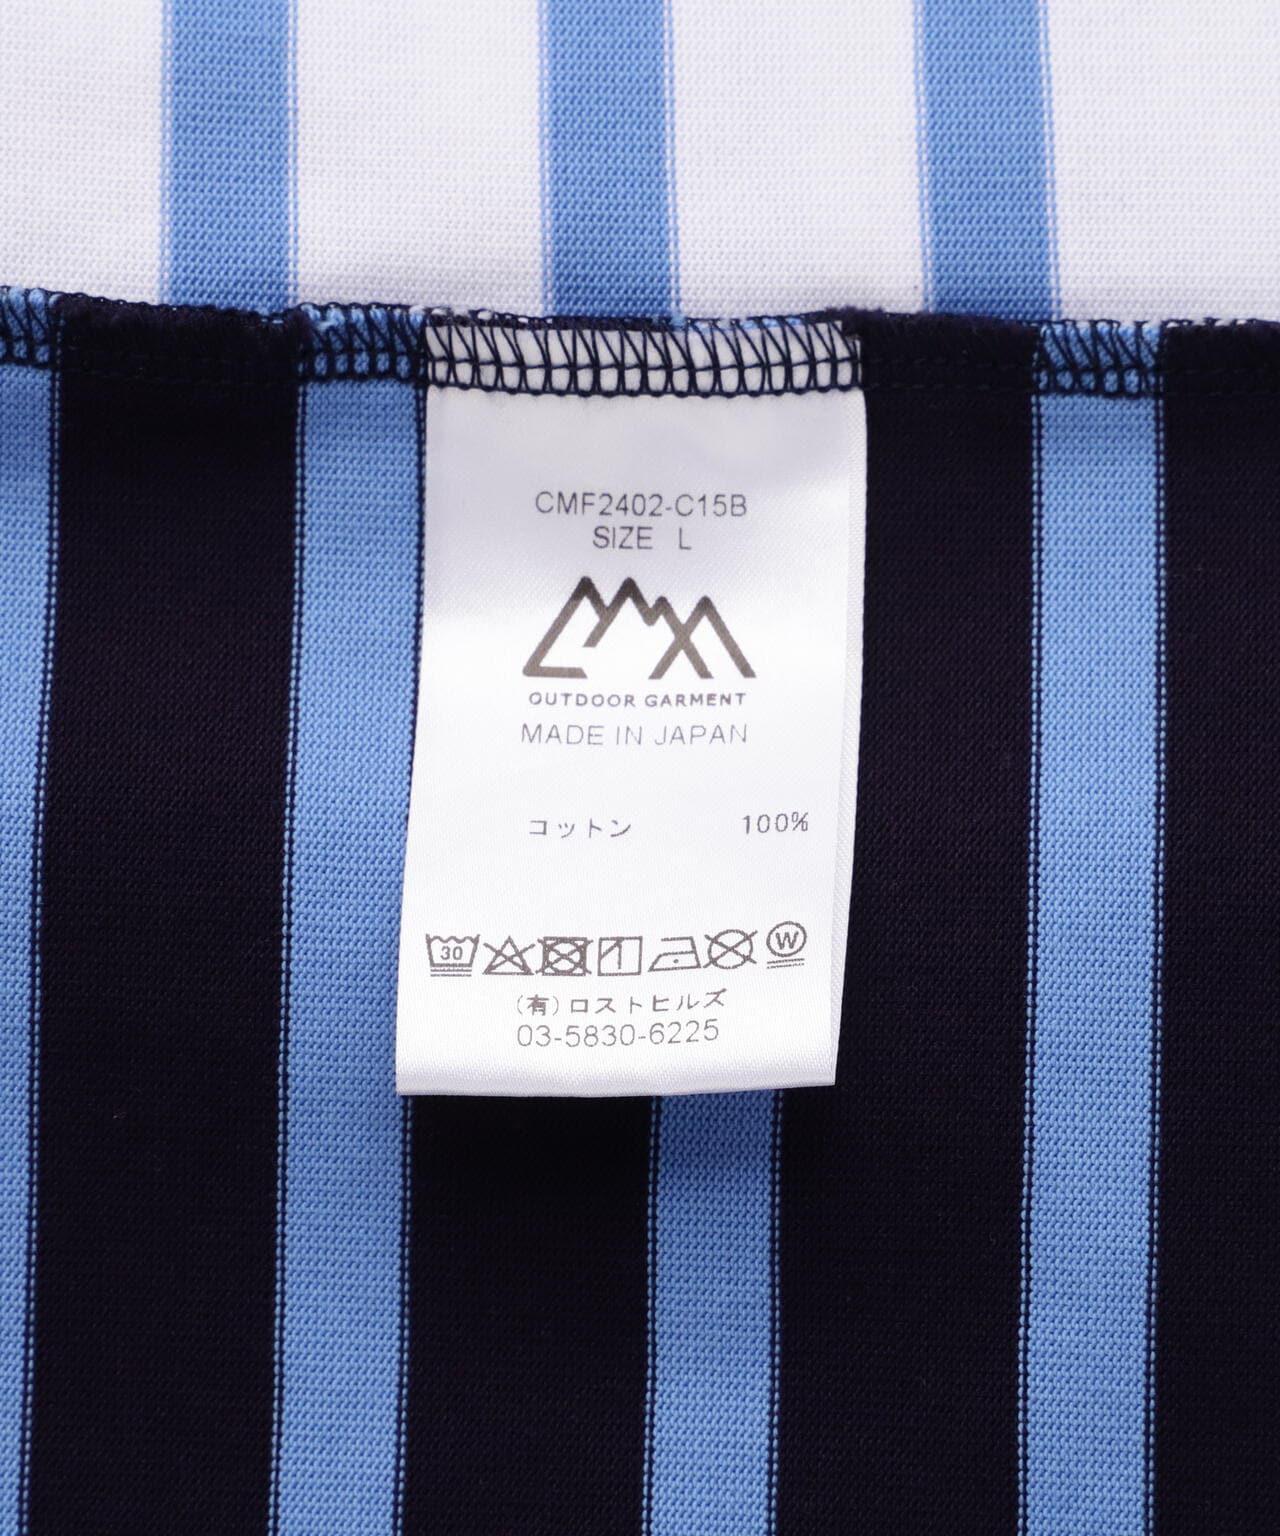 CMF2402-C15B
SIZE L
OUTDOOR GARMENT
MADE IN JAPAN
コットン 100%
30 W
(有)ロストヒルズ
03-5830-6225